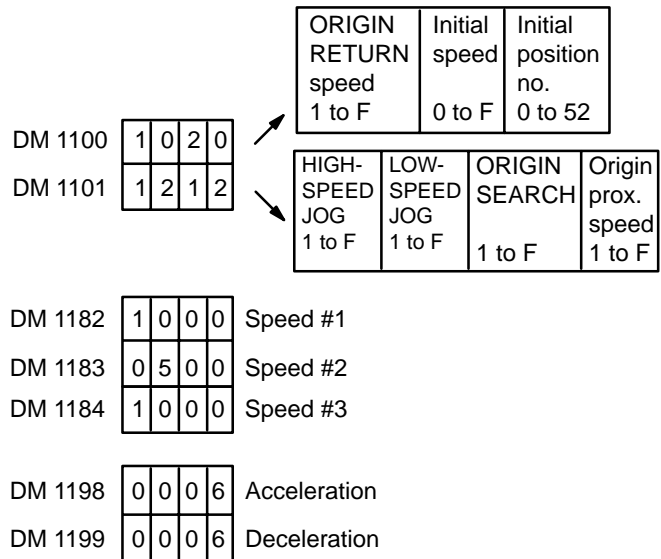 ORIGIN RETURN speed 1 to F
Initial speed 0 to F
Initial position no. 0 to 52
DM 1100 1 0 2 0
DM 1101 1 2 1 2
HIGH-SPEED JOG 1 to F
LOW-SPEED JOG 1 to F
ORIGIN SEARCH 1 to F
Origin prox. speed 1 to F
DM 1182 1 0 0 0 Speed #1
DM 1183 0 5 0 0 Speed #2
DM 1184 1 0 0 0 Speed #3
DM 1198 0 0 0 6 Acceleration
DM 1199 0 0 0 6 Deceleration